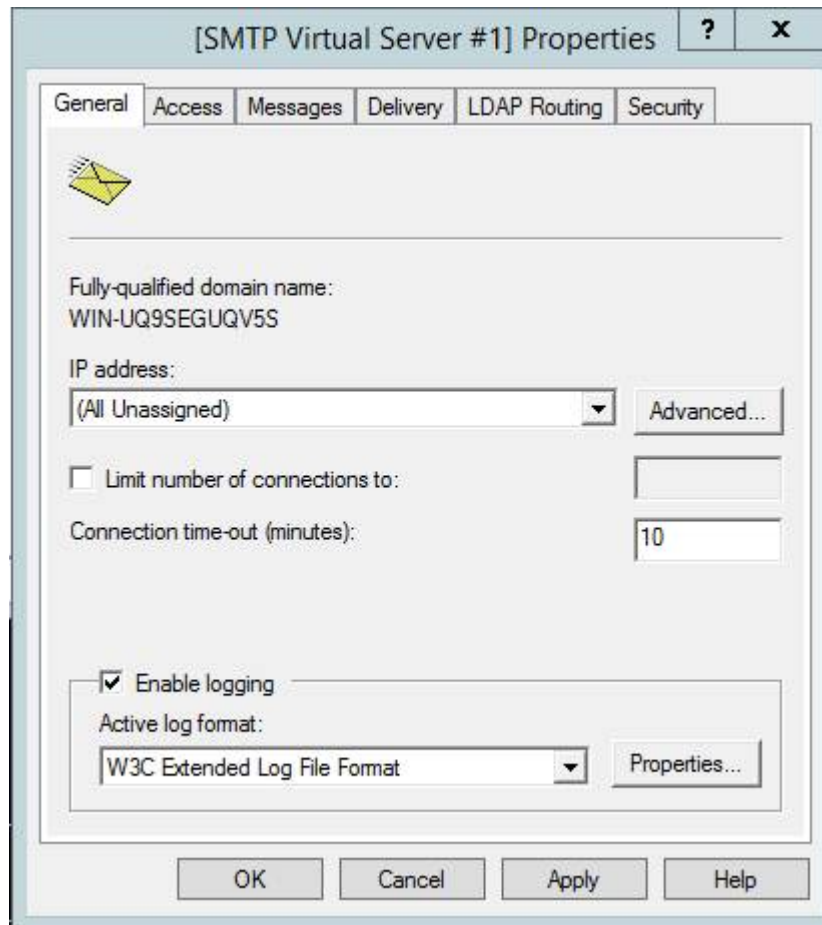 [SMTP Virtual Server #1] Properties ? x
General Access Messages Delivery LDAP Routing Security
Fully-qualified domain name:
WIN-UQ9SEGUQV5S
IP address:
(All Unassigned) Advanced...
Limit number of connections to:
Connection time-out (minutes): 10
Enable logging
Active log format:
W3C Extended Log File Format Properties...
OK Cancel Apply Help